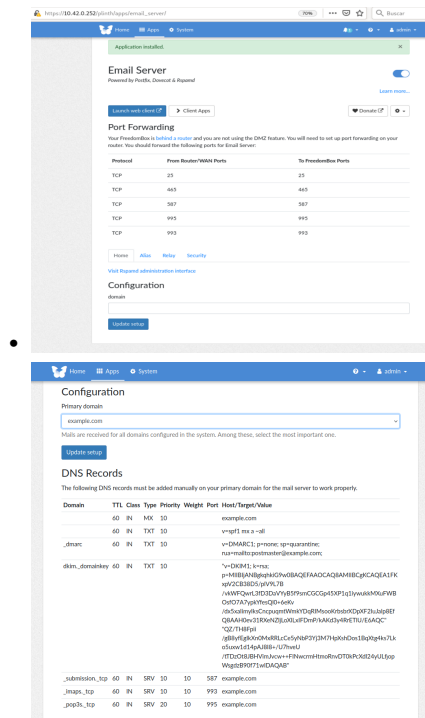 https://10.42.0.252/plinth/apps/email_server/
70%
Buscar
Home Apps System admin
Application installed. ×
Email Server
Powered by Postfix, Dovecot & Rspamd
Learn more...
Launch web client Client Apps Donate
Port Forwarding
Your FreedomBox is behind a router and you are not using the DMZ feature. You will need to set up port forwarding on your
router. You should forward the following ports for Email Server:
Protocol From Router/WAN Ports To FreedomBox Ports
TCP 25 25
TCP 465 465
TCP 587 587
TCP 995 995
TCP 993 993
Home Alias Relay Security
Visit Rspamd administration interface
Configuration
domain
Update setup
Home Apps System admin
Configuration
Primary domain
example.com
Mails are received for all domains configured in the system. Among these, select the most important one.
Update setup
DNS Records
The following DNS records must be added manually on your primary domain for the mail server to work properly.
Domain TTL Class Type Priority Weight Port Host/Target/Value
60 IN MX 10 example.com
60 IN TXT 10 v=spf1 mx a ~all
_dmarc 60 IN TXT 10 v=DMARC1; p=none; sp=quarantine;
rua=mailto:postmaster@example.com;
dkim._domainkey 60 IN TXT 10 "v=DKIM1; k=rsa;
_submission._tcp 60 IN SRV 10 10 587 example.com
_imaps._tcp 60 IN SRV 10 10 993 example.com
_pop3s._tcp 60 IN SRV 20 10 995 example.com